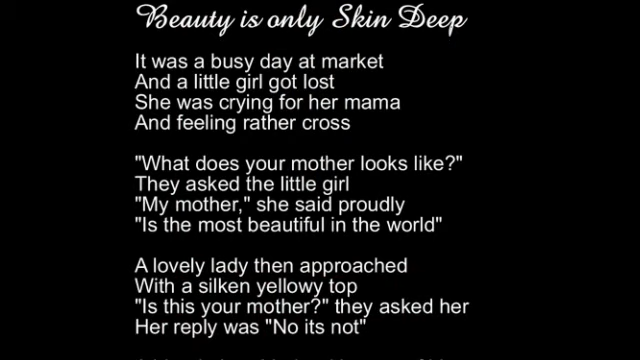 Beauty is only Skin Deep
It was a busy day at market
And a little girl got lost
She was crying for her mama
And feeling rather cross
"What does your mother looks like?"
They asked the little girl
"My mother," she said proudly
"Is the most beautiful in the world"
A lovely lady then approached
With a silken yellowy top
"Is this your mother?" they asked her
Her reply was "No its not"